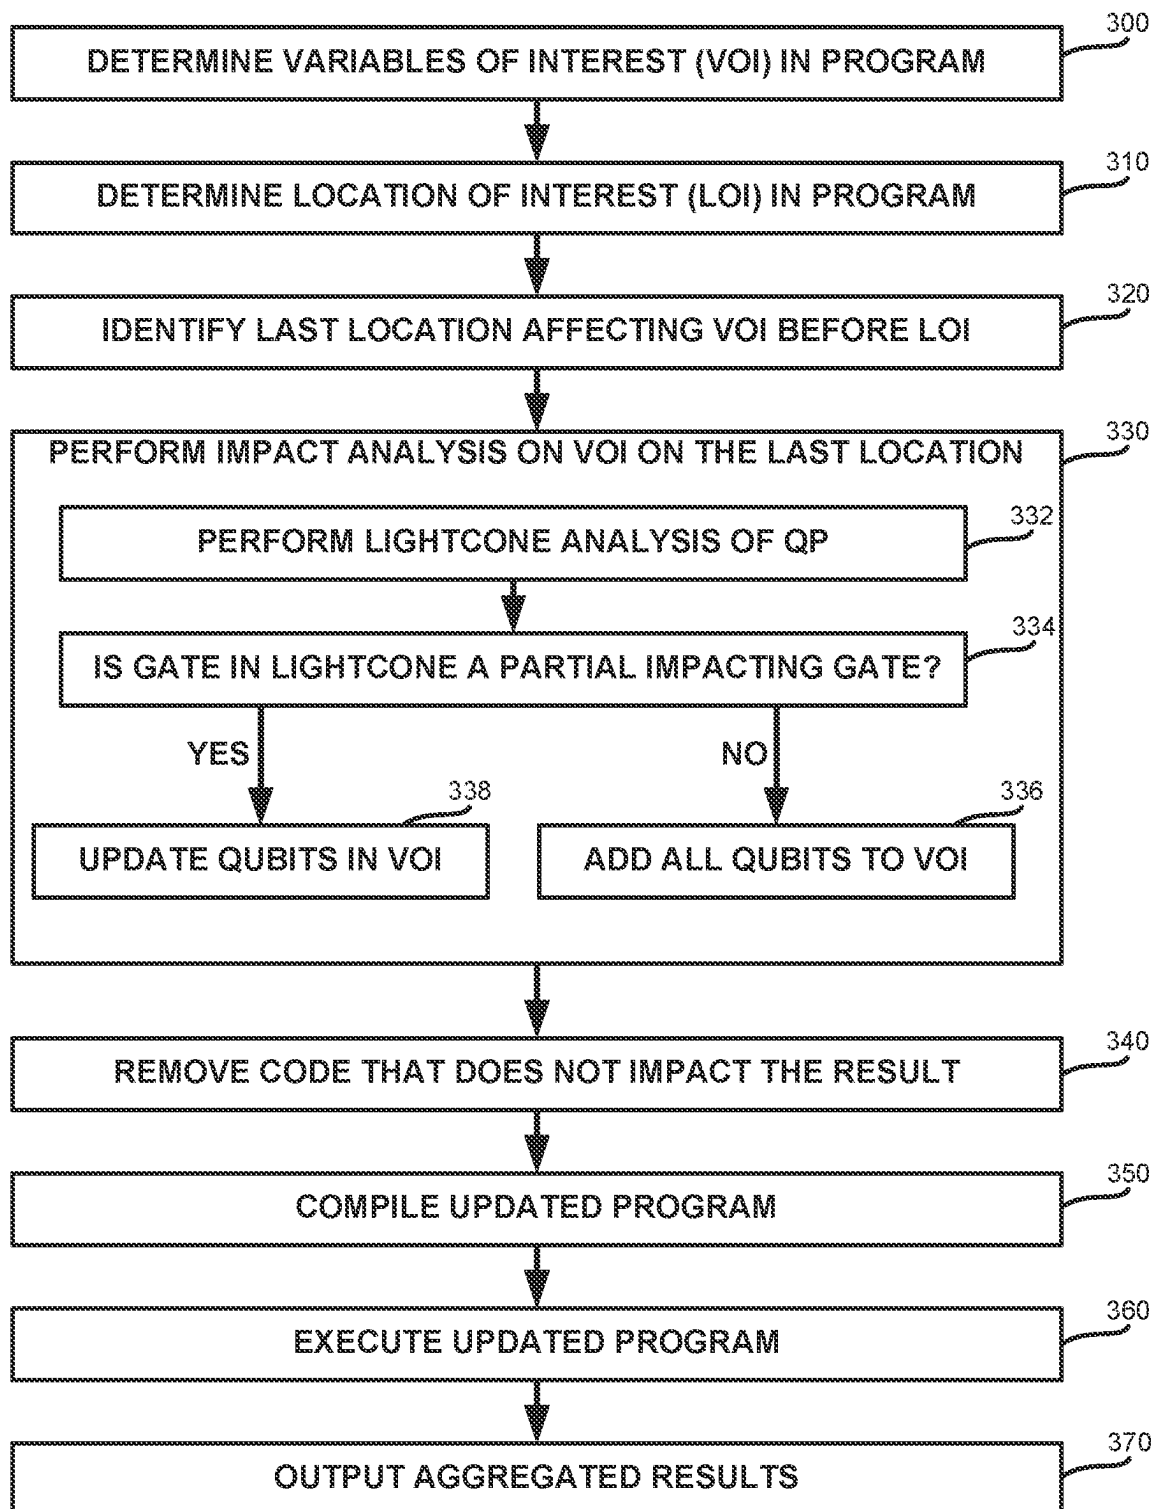 300
DETERMINE VARIABLES OF INTEREST (VOI) IN PROGRAM
310
DETERMINE LOCATION OF INTEREST (LOI) IN PROGRAM
320
IDENTIFY LAST LOCATION AFFECTING VOI BEFORE LOI
330
PERFORM IMPACT ANALYSIS ON VOI ON THE LAST LOCATION
332
PERFORM LIGHTCONE ANALYSIS OF QP
334
IS GATE IN LIGHTCONE A PARTIAL IMPACTING GATE?
YES
NO
338
336
UPDATE QUBITS IN VOI
ADD ALL QUBITS TO VOI
340
REMOVE CODE THAT DOES NOT IMPACT THE RESULT
350
COMPILE UPDATED PROGRAM
360
EXECUTE UPDATED PROGRAM
370
OUTPUT AGGREGATED RESULTS